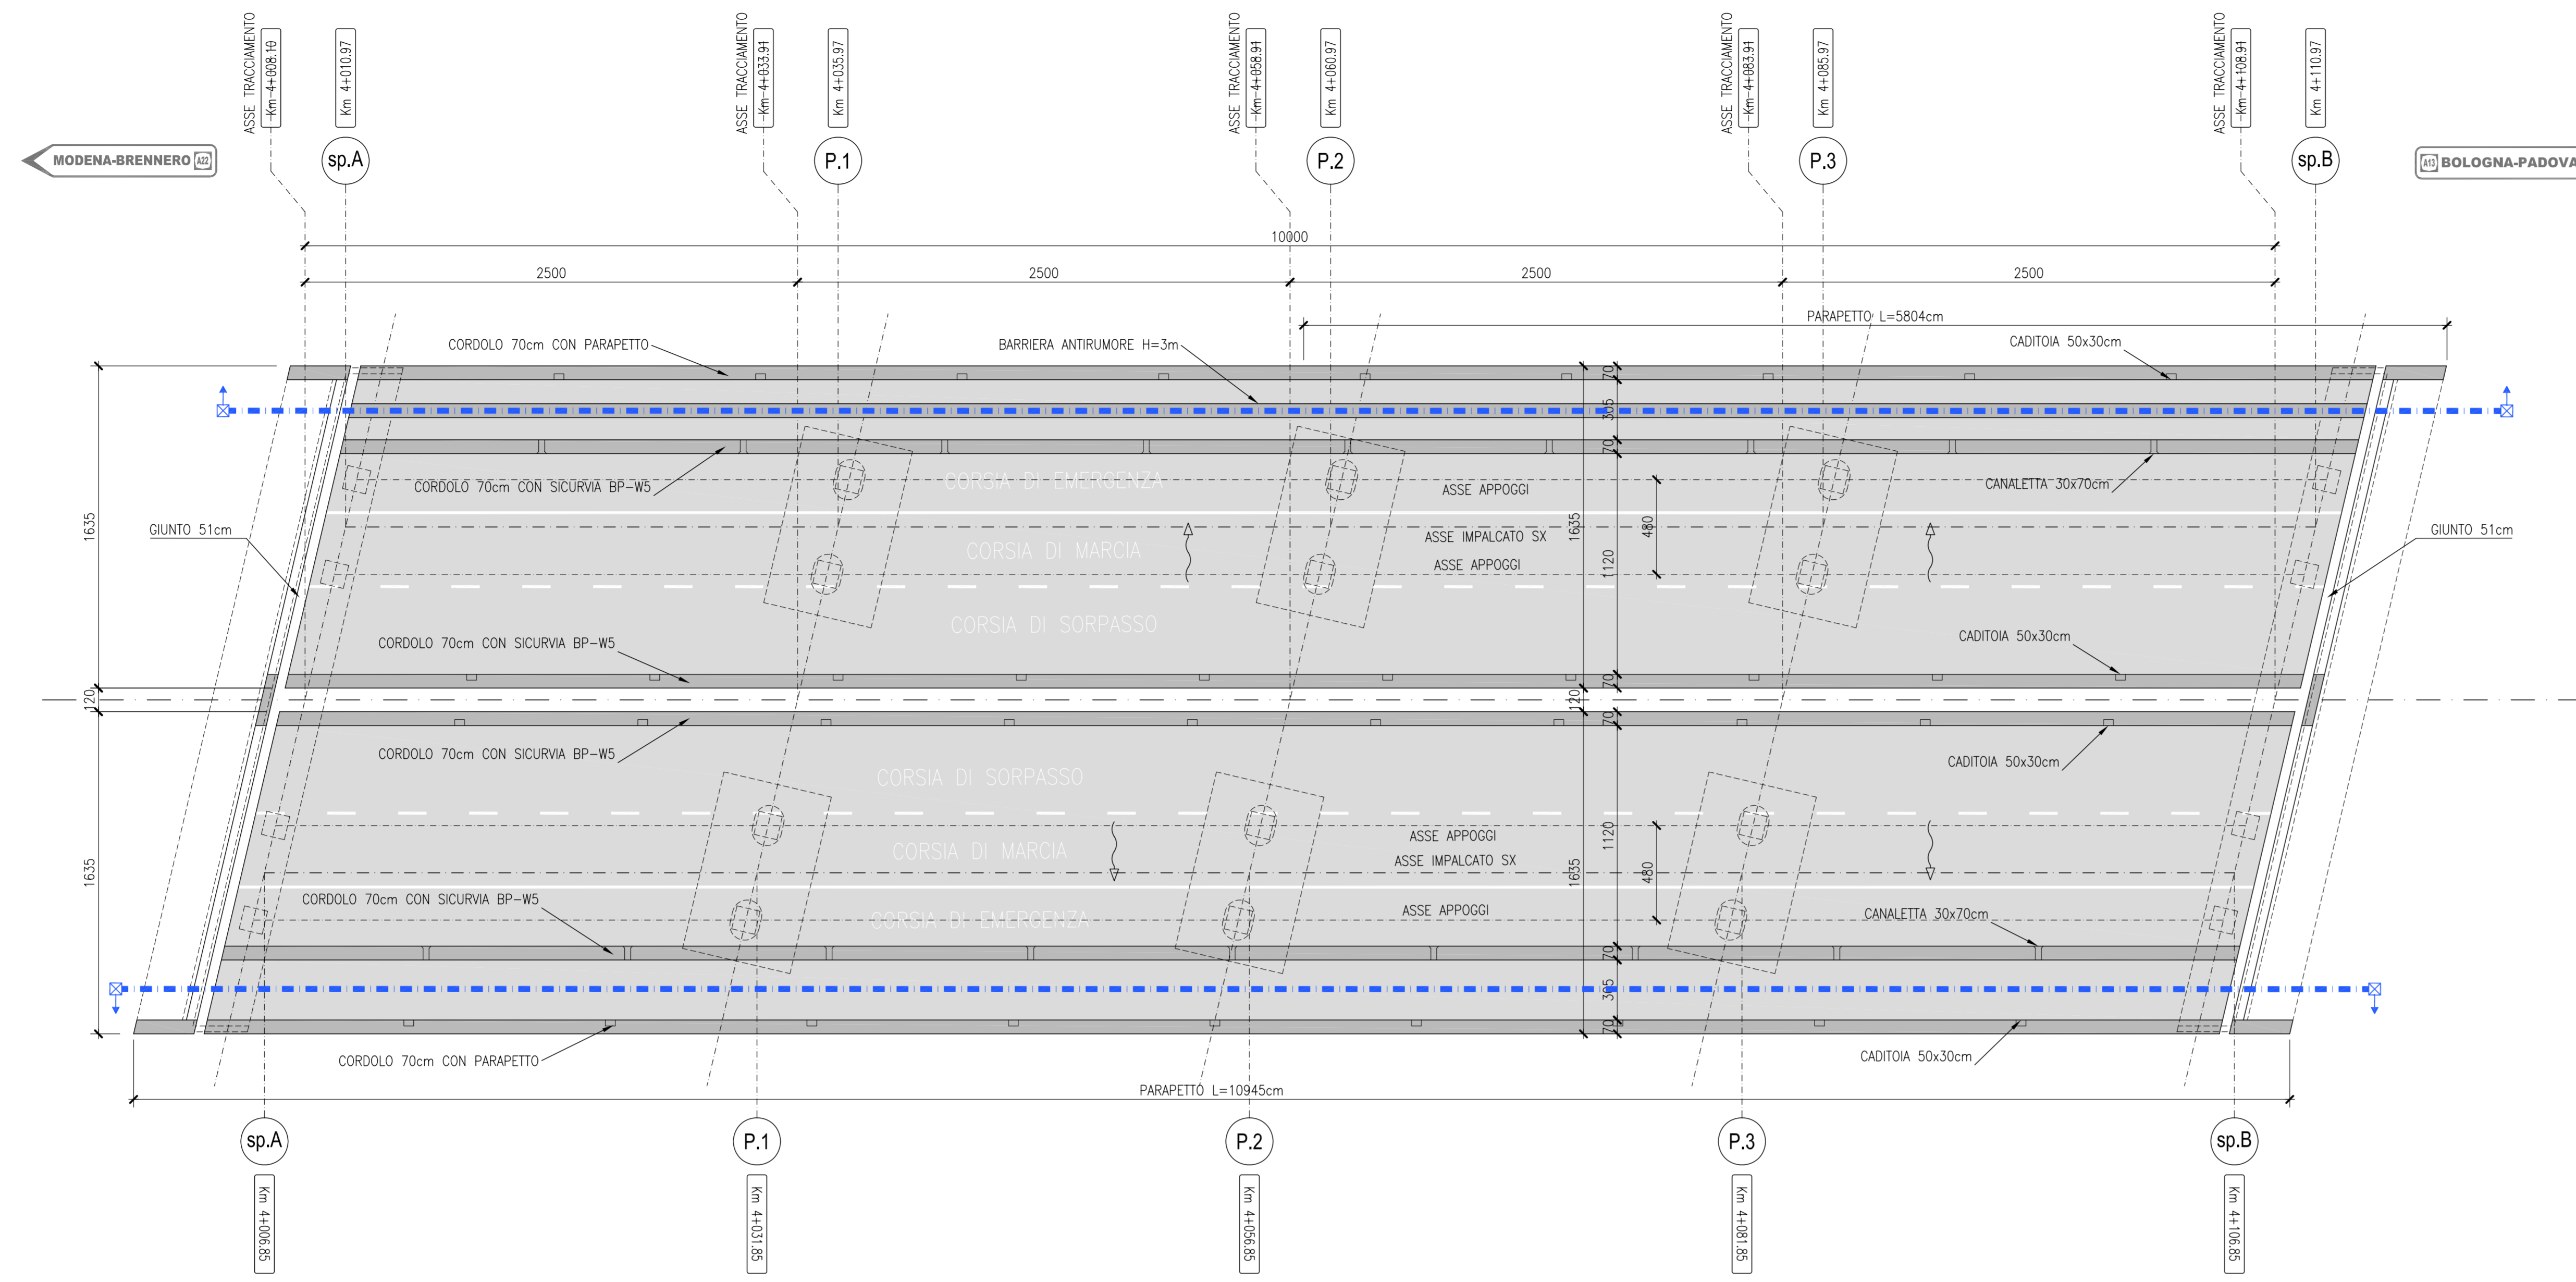 ASSE TRACCIAMENTO
Km 4+008.10
Km 4+010.97
ASSE TRACCIAMENTO
Km 4+033.91
Km 4+035.97
ASSE TRACCIAMENTO
Km 4+058.91
Km 4+060.97
ASSE TRACCIAMENTO
Km 4+083.91
Km 4+085.97
ASSE TRACCIAMENTO
Km 4+108.91
Km 4+110.97
MODENA-BRENNERO A22
sp.A
P.1
P.2
P.3
sp.B
A13 BOLOGNA-PADOVA
10000
2500
2500
2500
2500
PARAPETTO L=5804cm
CORDOLO 70cm CON PARAPETTO
BARRIERA ANTIRUMORE H=3m
CADITOIA 50x30cm
70
305
70
CORDOLO 70cm CON SICURVIA BP-W5
CORSIA DI EMERGENZA
ASSE APPOGGI
CANALETTA 30x70cm
1635
GIUNTO 51cm
CORSIA DI MARCIA
ASSE IMPALCATO SX
ASSE APPOGGI
1635
1120
480
GIUNTO 51cm
CORSIA DI SORPASSO
CORDOLO 70cm CON SICURVIA BP-W5
CADITOIA 50x30cm
70
120
120
70
CORDOLO 70cm CON SICURVIA BP-W5
CADITOIA 50x30cm
CORSIA DI SORPASSO
ASSE APPOGGI
CORSIA DI MARCIA
ASSE IMPALCATO SX
1635
1635
1120
480
CORDOLO 70cm CON SICURVIA BP-W5
CORSIA DI EMERGENZA
ASSE APPOGGI
CANALETTA 30x70cm
70
305
70
CORDOLO 70cm CON PARAPETTO
CADITOIA 50x30cm
PARAPETTO L=10945cm
sp.A
P.1
P.2
P.3
sp.B
Km 4+006.85
Km 4+031.85
Km 4+056.85
Km 4+081.85
Km 4+106.85